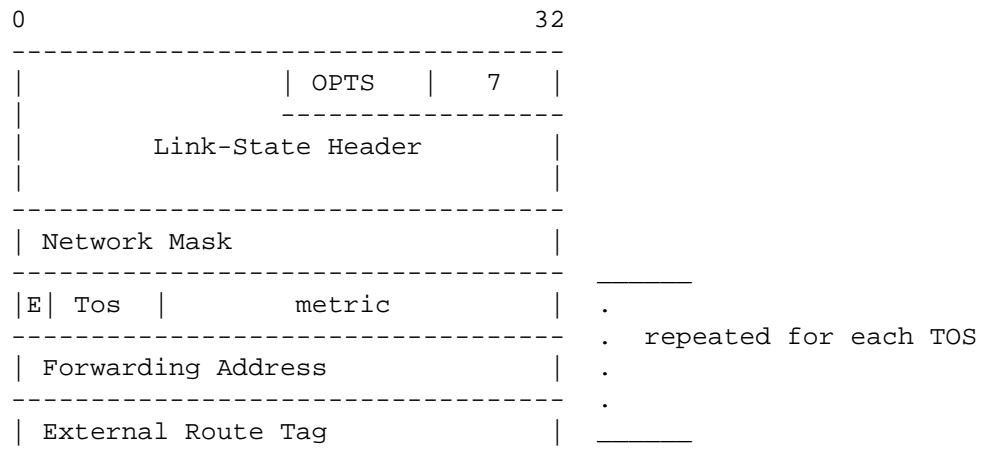 0 32
| OPTS | 7 |
Link-State Header
| Network Mask |
|E| Tos | metric | .
. repeated for each TOS
| Forwarding Address | .
.
| External Route Tag |